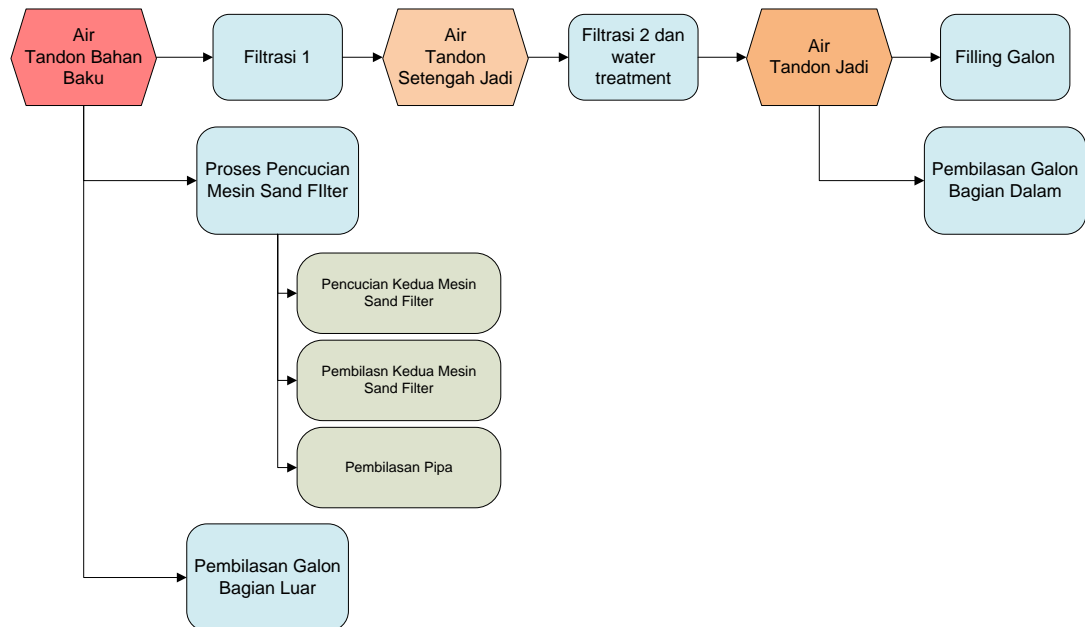 Air
Tandon Bahan
Baku
Filtrasi 1
Air
Tandon
Setengah Jadi
Filtrasi 2 dan
water
treatment
Air
Tandon Jadi
Filling Galon
Proses Pencucian
Mesin Sand FIlter
Pembilasan Galon
Bagian Dalam
Pencucian Kedua Mesin
Sand Filter
Pembilasn Kedua Mesin
Sand Filter
Pembilasan Pipa
Pembilasan Galon
Bagian Luar